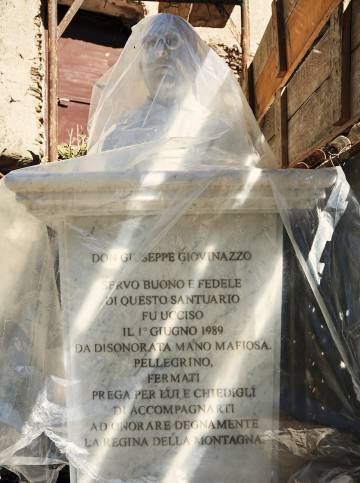 DON GIUSEPPE GIOVINAZZO
SERVO BUONO E FEDELE
DI QUESTO SANTUARIO
FU UCCISO
IL 1° GIUGNO 1989
DA DISONORATA MANO MAFIOSA.
PELLEGRINO,
FERMATI
PREGA PER LUI E CHIEDIGLI
DI ACCOMPAGNARTI
AD ONORARE DEGNAMENTE
LA REGINA DELLA MONTAGNA.